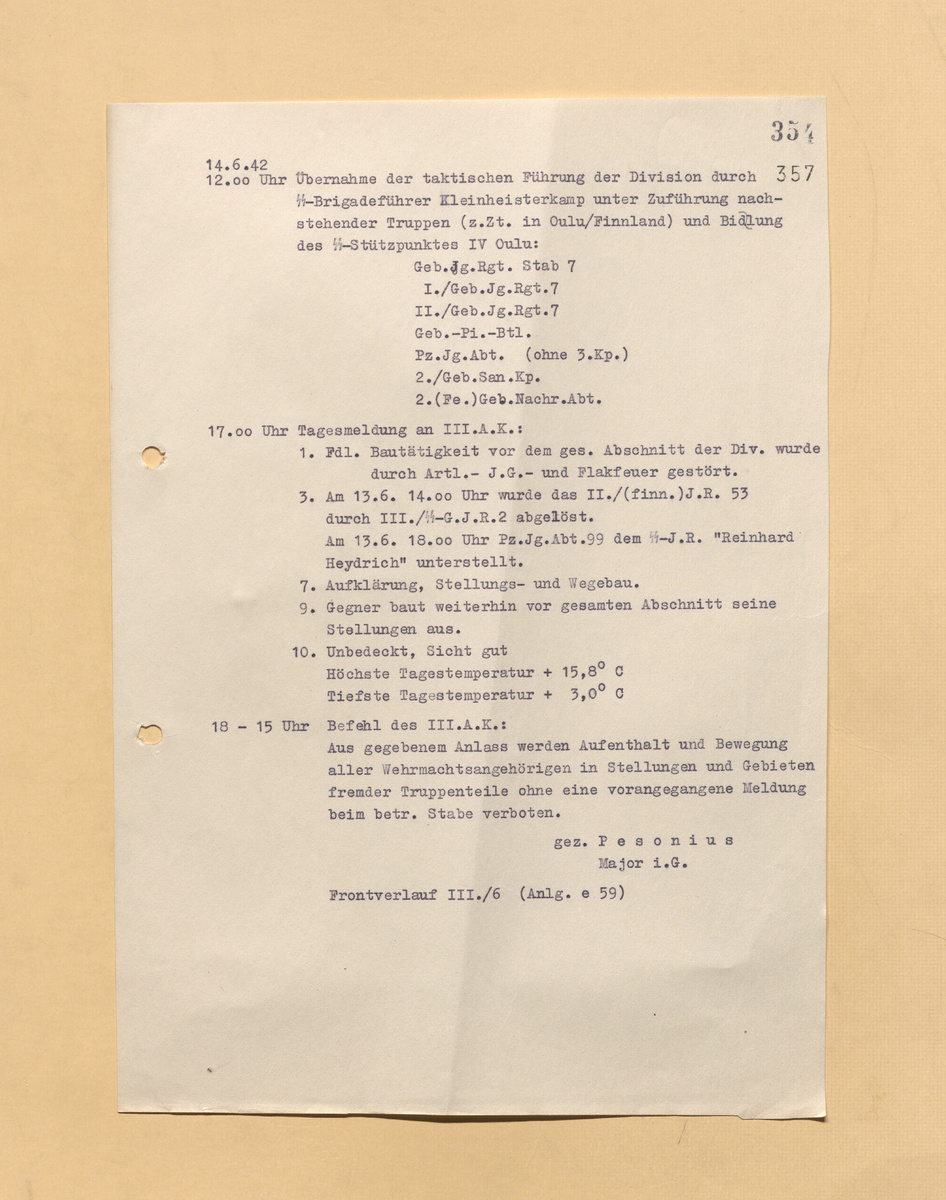 354
14.6.42
12.oo Uhr Übernahme der taktischen Führung der Division durch 357
ᛋᛋ-Brigadeführer Kleinheisterkamp unter Zuführung nach-
stehender Truppen (z.Zt. in Oulu/Finnland) und Bidlung
des ᛋᛋ-Stützpunktes IV Oulu:
Geb.Jg.Rgt. Stab 7
I./Geb.Jg.Rgt.7
II./Geb.Jg.Rgt.7
Geb.-Pi.-Btl.
Pz.Jg.Abt. (ohne 3.Kp.)
2./Geb.San.Kp.
2.(Fe.)Geb.Nachr.Abt.
17.oo Uhr Tagesmeldung an III.A.K.:
1. Fdl. Bautätigkeit vor dem ges. Abschnitt der Div. wurde
durch Artl.- J.G.- und Flakfeuer gestört.
3. Am 13.6. 14.oo Uhr wurde das II./(finn.)J.R. 53
durch III./ᛋᛋ-G.J.R.2 abgelöst.
Am 13.6. 18.oo Uhr Pz.Jg.Abt.99 dem ᛋᛋ-J.R. "Reinhard
Heydrich" unterstellt.
7. Aufklärung, Stellungs- und Wegebau.
9. Gegner baut weiterhin vor gesamten Abschnitt seine
Stellungen aus.
10. Unbedeckt, Sicht gut
Höchste Tagestemperatur + 15,8° C
Tiefste Tagestemperatur + 3,0° C
18 - 15 Uhr Befehl des III.A.K.:
Aus gegebenem Anlass werden Aufenthalt und Bewegung
aller Wehrmachtsangehörigen in Stellungen und Gebieten
fremder Truppenteile ohne eine vorangegangene Meldung
beim betr. Stabe verboten.
gez. P e s o n i u s
Major i.G.
Frontverlauf III./6 (Anlg. e 59)